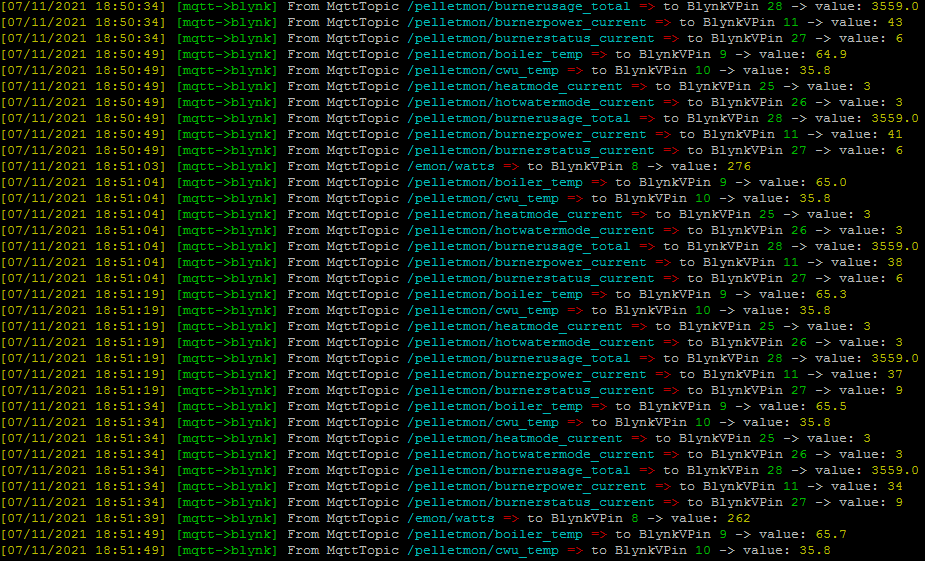 [07/11/2021 18:50:34] [mqtt->blynk] From MqttTopic /pelletmon/burnerusage_total => to BlynkVPin 28 -> value: 3559.0
[07/11/2021 18:50:34] [mqtt->blynk] From MqttTopic /pelletmon/burnerpower_current => to BlynkVPin 11 -> value: 43
[07/11/2021 18:50:34] [mqtt->blynk] From MqttTopic /pelletmon/burnerstatus_current => to BlynkVPin 27 -> value: 6
[07/11/2021 18:50:49] [mqtt->blynk] From MqttTopic /pelletmon/boiler_temp => to BlynkVPin 9 -> value: 64.9
[07/11/2021 18:50:49] [mqtt->blynk] From MqttTopic /pelletmon/cwu_temp => to BlynkVPin 10 -> value: 35.8
[07/11/2021 18:50:49] [mqtt->blynk] From MqttTopic /pelletmon/heatmode_current => to BlynkVPin 25 -> value: 3
[07/11/2021 18:50:49] [mqtt->blynk] From MqttTopic /pelletmon/hotwatermode_current => to BlynkVPin 26 -> value: 3
[07/11/2021 18:50:49] [mqtt->blynk] From MqttTopic /pelletmon/burnerusage_total => to BlynkVPin 28 -> value: 3559.0
[07/11/2021 18:50:49] [mqtt->blynk] From MqttTopic /pelletmon/burnerpower_current => to BlynkVPin 11 -> value: 41
[07/11/2021 18:50:49] [mqtt->blynk] From MqttTopic /pelletmon/burnerstatus_current => to BlynkVPin 27 -> value: 6
[07/11/2021 18:51:03] [mqtt->blynk] From MqttTopic /emon/watts => to BlynkVPin 8 -> value: 276
[07/11/2021 18:51:04] [mqtt->blynk] From MqttTopic /pelletmon/boiler_temp => to BlynkVPin 9 -> value: 65.0
[07/11/2021 18:51:04] [mqtt->blynk] From MqttTopic /pelletmon/cwu_temp => to BlynkVPin 10 -> value: 35.8
[07/11/2021 18:51:04] [mqtt->blynk] From MqttTopic /pelletmon/heatmode_current => to BlynkVPin 25 -> value: 3
[07/11/2021 18:51:04] [mqtt->blynk] From MqttTopic /pelletmon/hotwatermode_current => to BlynkVPin 26 -> value: 3
[07/11/2021 18:51:04] [mqtt->blynk] From MqttTopic /pelletmon/burnerusage_total => to BlynkVPin 28 -> value: 3559.0
[07/11/2021 18:51:04] [mqtt->blynk] From MqttTopic /pelletmon/burnerpower_current => to BlynkVPin 11 -> value: 38
[07/11/2021 18:51:04] [mqtt->blynk] From MqttTopic /pelletmon/burnerstatus_current => to BlynkVPin 27 -> value: 6
[07/11/2021 18:51:19] [mqtt->blynk] From MqttTopic /pelletmon/boiler_temp => to BlynkVPin 9 -> value: 65.3
[07/11/2021 18:51:19] [mqtt->blynk] From MqttTopic /pelletmon/cwu_temp => to BlynkVPin 10 -> value: 35.8
[07/11/2021 18:51:19] [mqtt->blynk] From MqttTopic /pelletmon/heatmode_current => to BlynkVPin 25 -> value: 3
[07/11/2021 18:51:19] [mqtt->blynk] From MqttTopic /pelletmon/hotwatermode_current => to BlynkVPin 26 -> value: 3
[07/11/2021 18:51:19] [mqtt->blynk] From MqttTopic /pelletmon/burnerusage_total => to BlynkVPin 28 -> value: 3559.0
[07/11/2021 18:51:19] [mqtt->blynk] From MqttTopic /pelletmon/burnerpower_current => to BlynkVPin 11 -> value: 37
[07/11/2021 18:51:19] [mqtt->blynk] From MqttTopic /pelletmon/burnerstatus_current => to BlynkVPin 27 -> value: 9
[07/11/2021 18:51:34] [mqtt->blynk] From MqttTopic /pelletmon/boiler_temp => to BlynkVPin 9 -> value: 65.5
[07/11/2021 18:51:34] [mqtt->blynk] From MqttTopic /pelletmon/cwu_temp => to BlynkVPin 10 -> value: 35.8
[07/11/2021 18:51:34] [mqtt->blynk] From MqttTopic /pelletmon/heatmode_current => to BlynkVPin 25 -> value: 3
[07/11/2021 18:51:34] [mqtt->blynk] From MqttTopic /pelletmon/hotwatermode_current => to BlynkVPin 26 -> value: 3
[07/11/2021 18:51:34] [mqtt->blynk] From MqttTopic /pelletmon/burnerusage_total => to BlynkVPin 28 -> value: 3559.0
[07/11/2021 18:51:34] [mqtt->blynk] From MqttTopic /pelletmon/burnerpower_current => to BlynkVPin 11 -> value: 34
[07/11/2021 18:51:34] [mqtt->blynk] From MqttTopic /pelletmon/burnerstatus_current => to BlynkVPin 27 -> value: 9
[07/11/2021 18:51:39] [mqtt->blynk] From MqttTopic /emon/watts => to BlynkVPin 8 -> value: 262
[07/11/2021 18:51:49] [mqtt->blynk] From MqttTopic /pelletmon/boiler_temp => to BlynkVPin 9 -> value: 65.7
[07/11/2021 18:51:49] [mqtt->blynk] From MqttTopic /pelletmon/cwu_temp => to BlynkVPin 10 -> value: 35.8